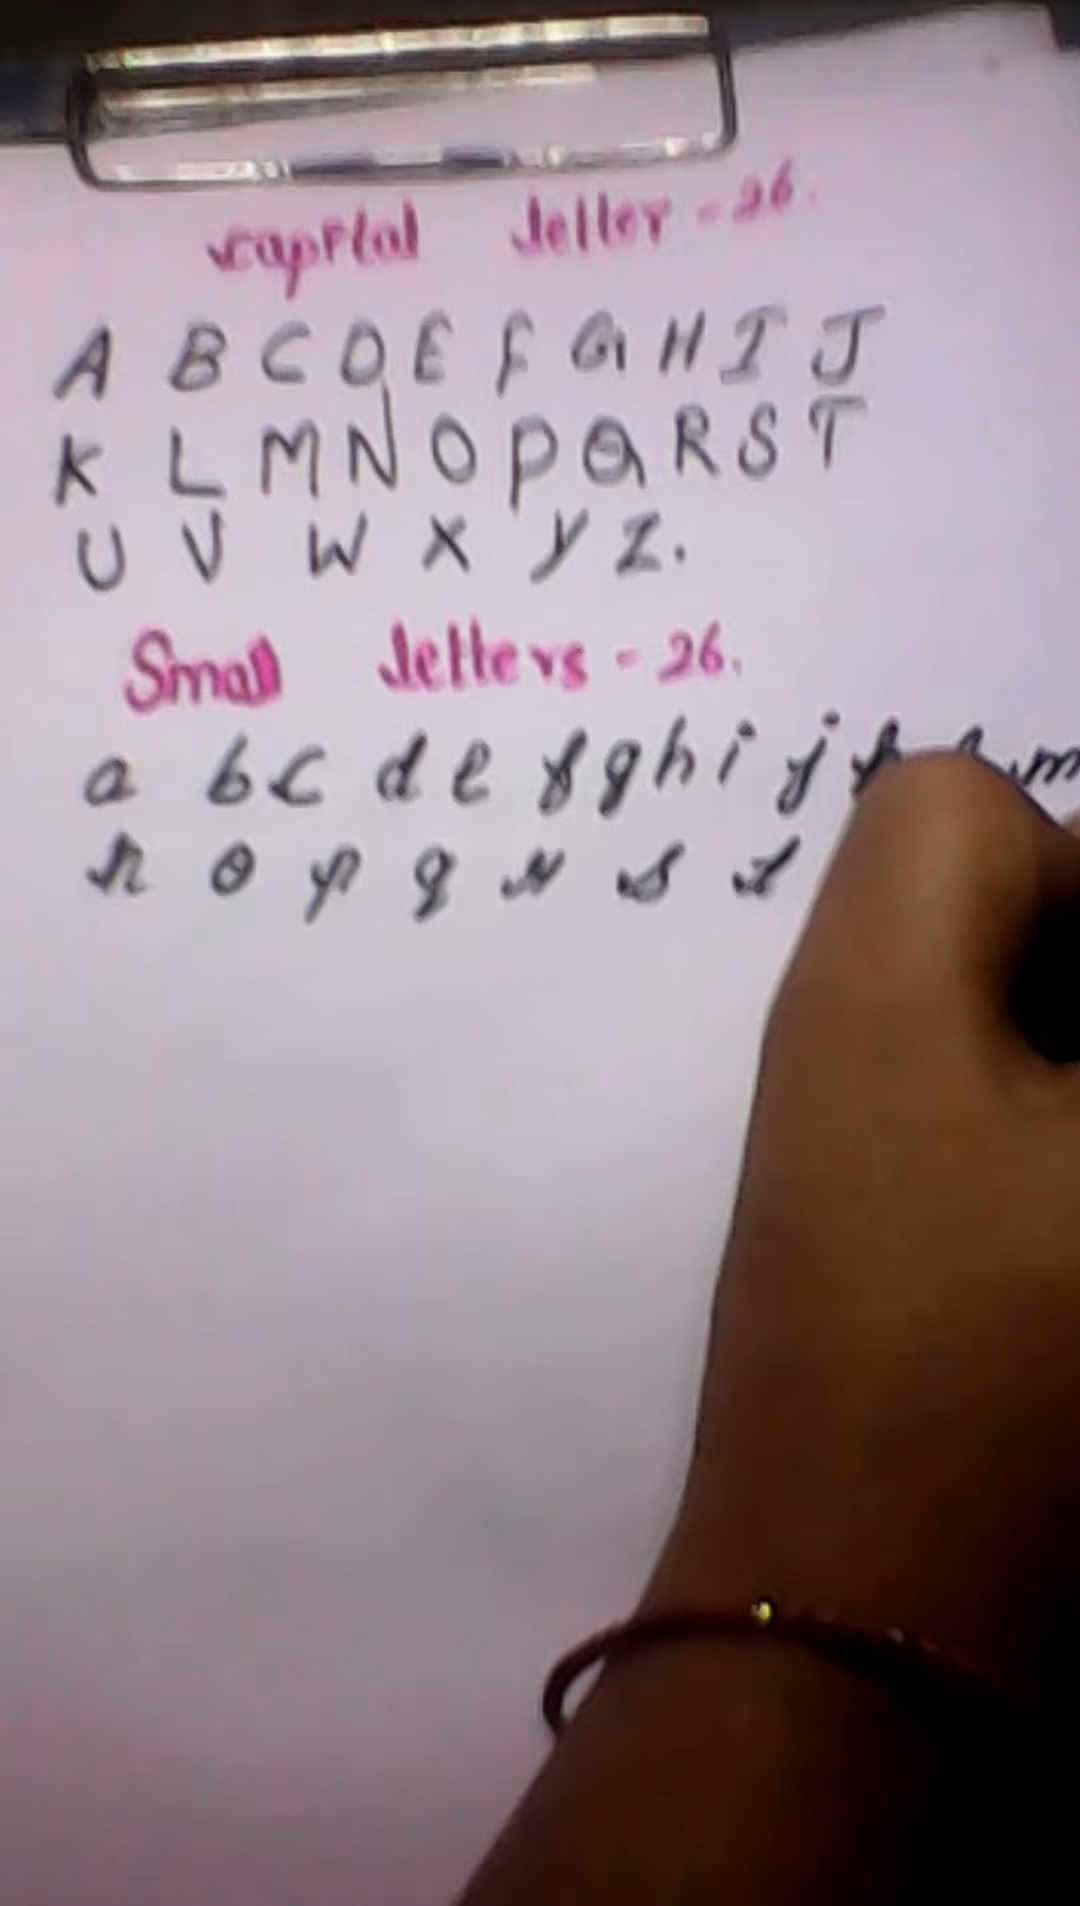 Capital letter - 26.
A B C D E F G H I J
K L M N O P Q R S T
U V W X Y Z.
Small letters - 26.
a b c d e f g h i j k l m
n o p q r s t